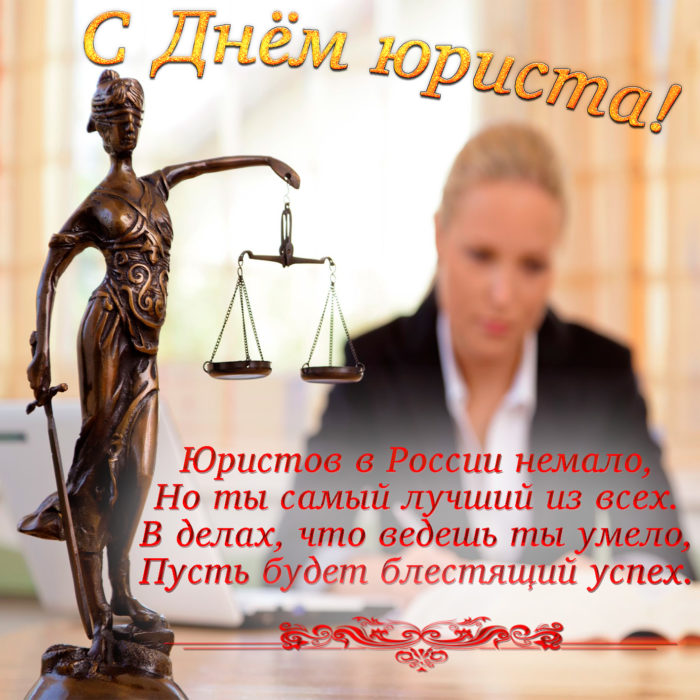 С Днём юриста!
Юристов в России немало,
Но ты самый лучший из всех.
В делах, что ведешь ты умело,
Пусть будет блестящий успех.